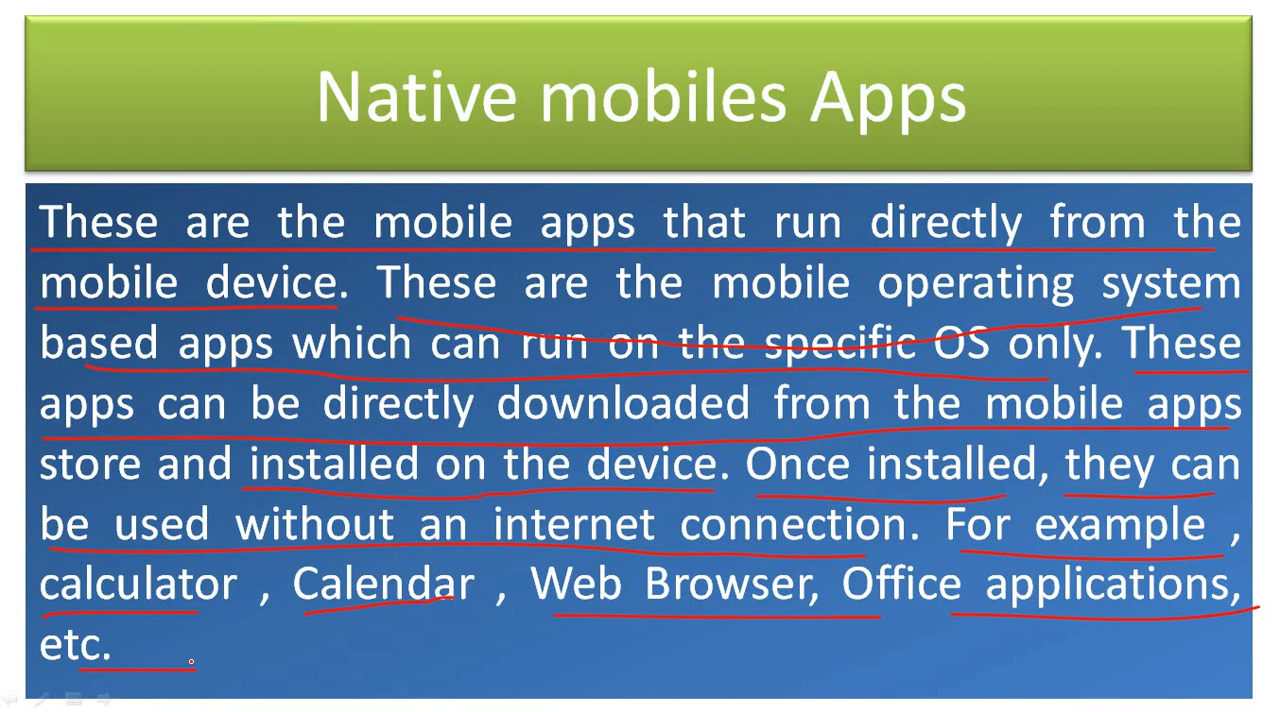 Native mobiles Apps
These are the mobile apps that run directly from the
mobile device. These are the mobile operating system
based apps which can run on the specific OS only. These
apps can be directly downloaded from the mobile apps
store and installed on the device. Once installed, they can
be used without an internet connection. For example ,
calculator , Calendar , Web Browser, Office applications,
etc.